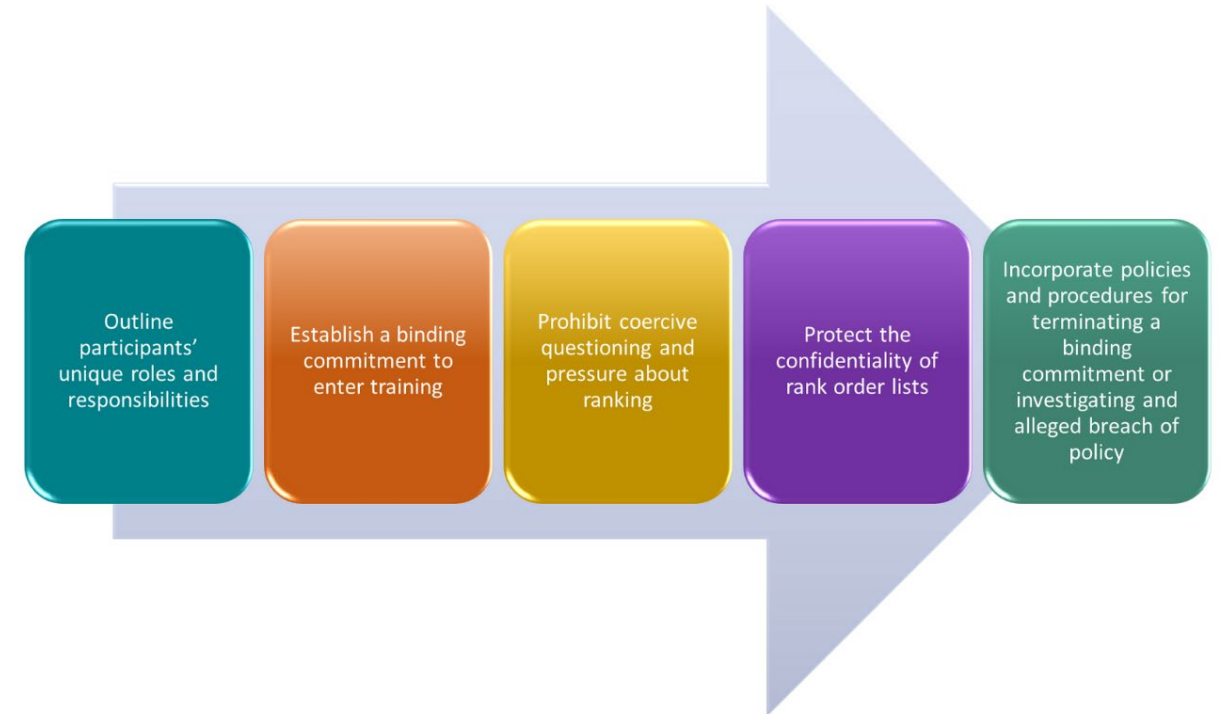 Outline
participants’
unique roles and
responsibilities
Establish a binding
commitment to
enter training
Prohibit coercive
questioning and
pressure about
ranking
Protect the
confidentiality of
rank order lists
Incorporate policies
and procedures for
terminating a
binding
commitment or
investigating and
alleged breach of
policy